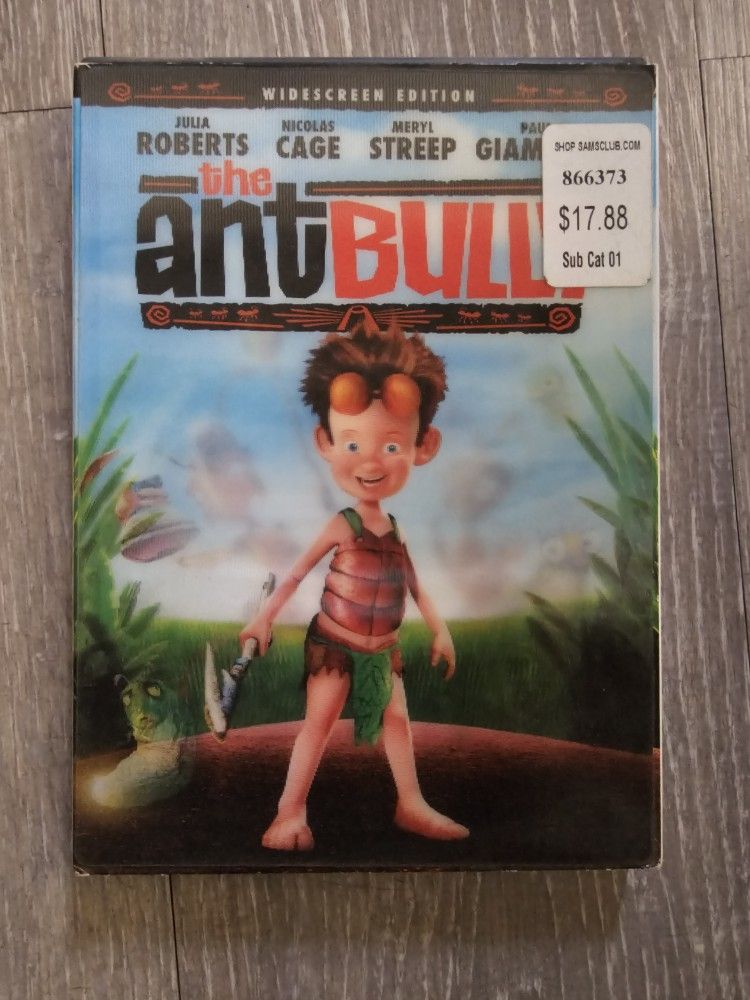 WIDESCREEN EDITION
JULIA ROBERTS
NICOLAS CAGE
MERYL STREEP
the
ant BULL
SHOP SAMSCLUB.COM
866373
$17.88
Sub Cat 01